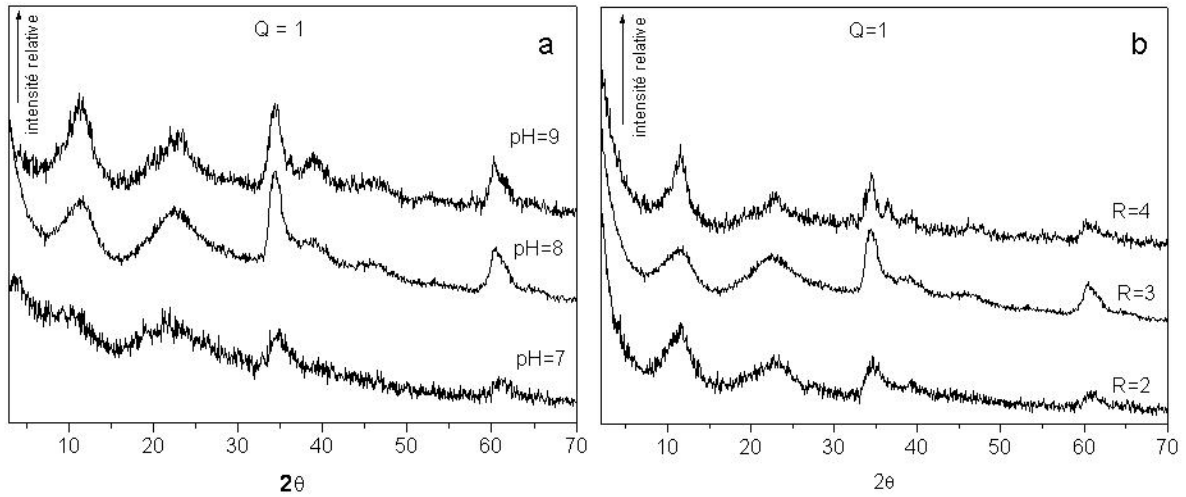 intensité relative
Q = 1
a
pH=9
pH=8
pH=7
10 20 30 40 50 60 70
2θ
intensité relative
Q=1
b
R=4
R=3
R=2
10 20 30 40 50 60 70
2θ